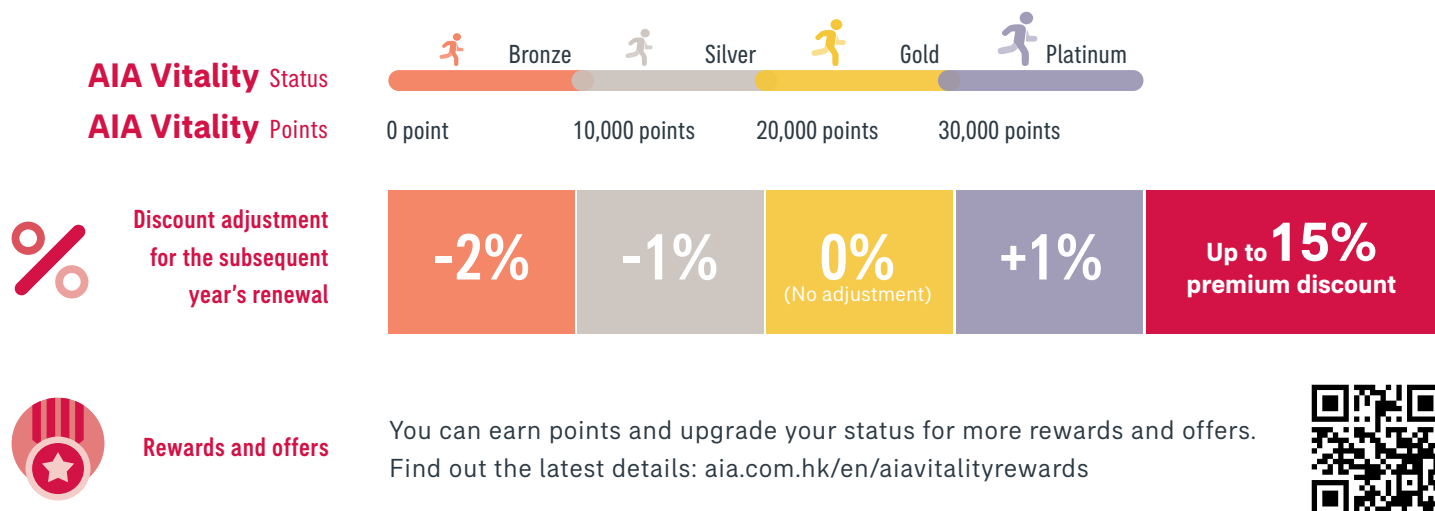 Bronze Silver Gold Platinum
AIA Vitality Status
AIA Vitality Points 0 point 10,000 points 20,000 points 30,000 points
Discount adjustment
for the subsequent
year's renewal
-2% -1% 0% +1%
(No adjustment)
Up to 15%
premium discount
Rewards and offers
You can earn points and upgrade your status for more rewards and offers.
Find out the latest details: aia.com.hk/en/aiavitalityrewards